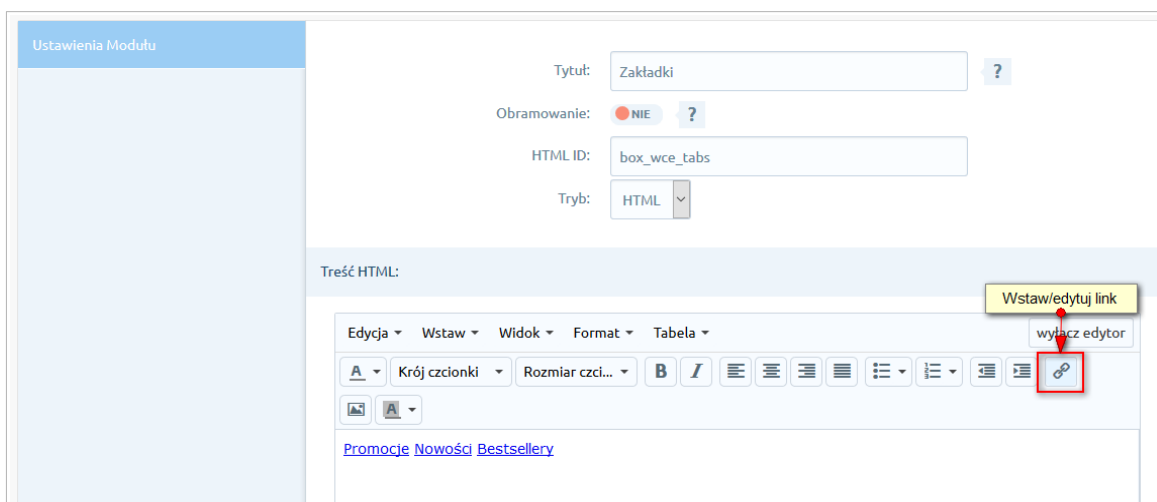 Ustawienia Modułu
Tytuł: Zakładki ?
Obramowanie: NIE ?
HTML ID: box_wce_tabs
Tryb: HTML
Treść HTML:
Wstaw/edytuj link
Edycja Wstaw Widok Format Tabela wyłącz edytor
A Krój czcionki Rozmiar czci... B I
A
Promocje Nowości Bestsellery